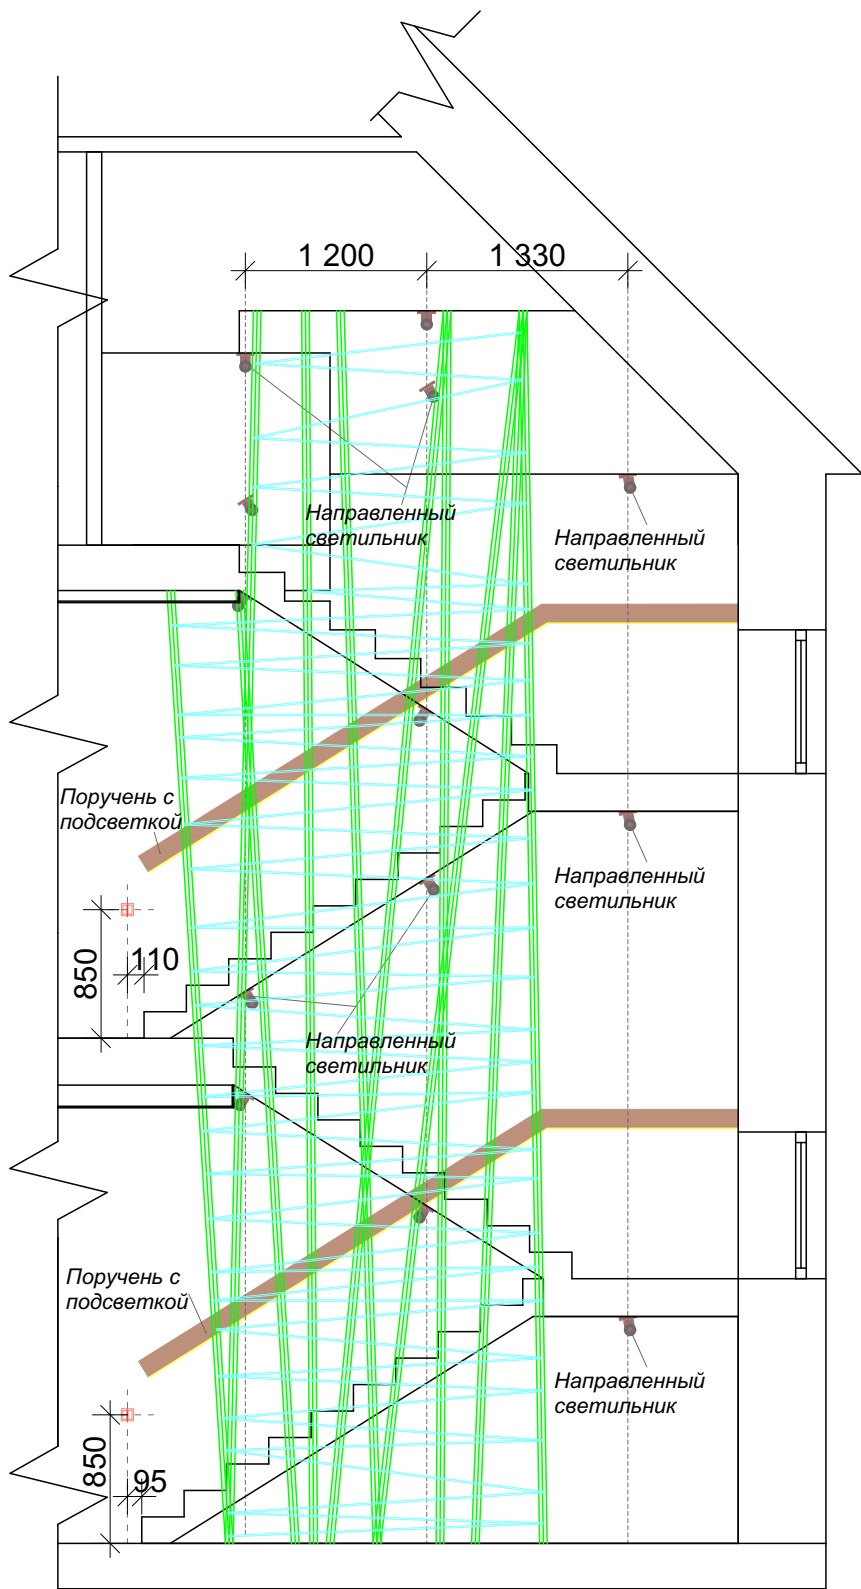 1 200
1 330
Направленный
светильник
Направленный
светильник
Поручень с
подсветкой
Направленный
светильник
850
110
Направленный
светильник
Поручень с
подсветкой
Направленный
светильник
850
95